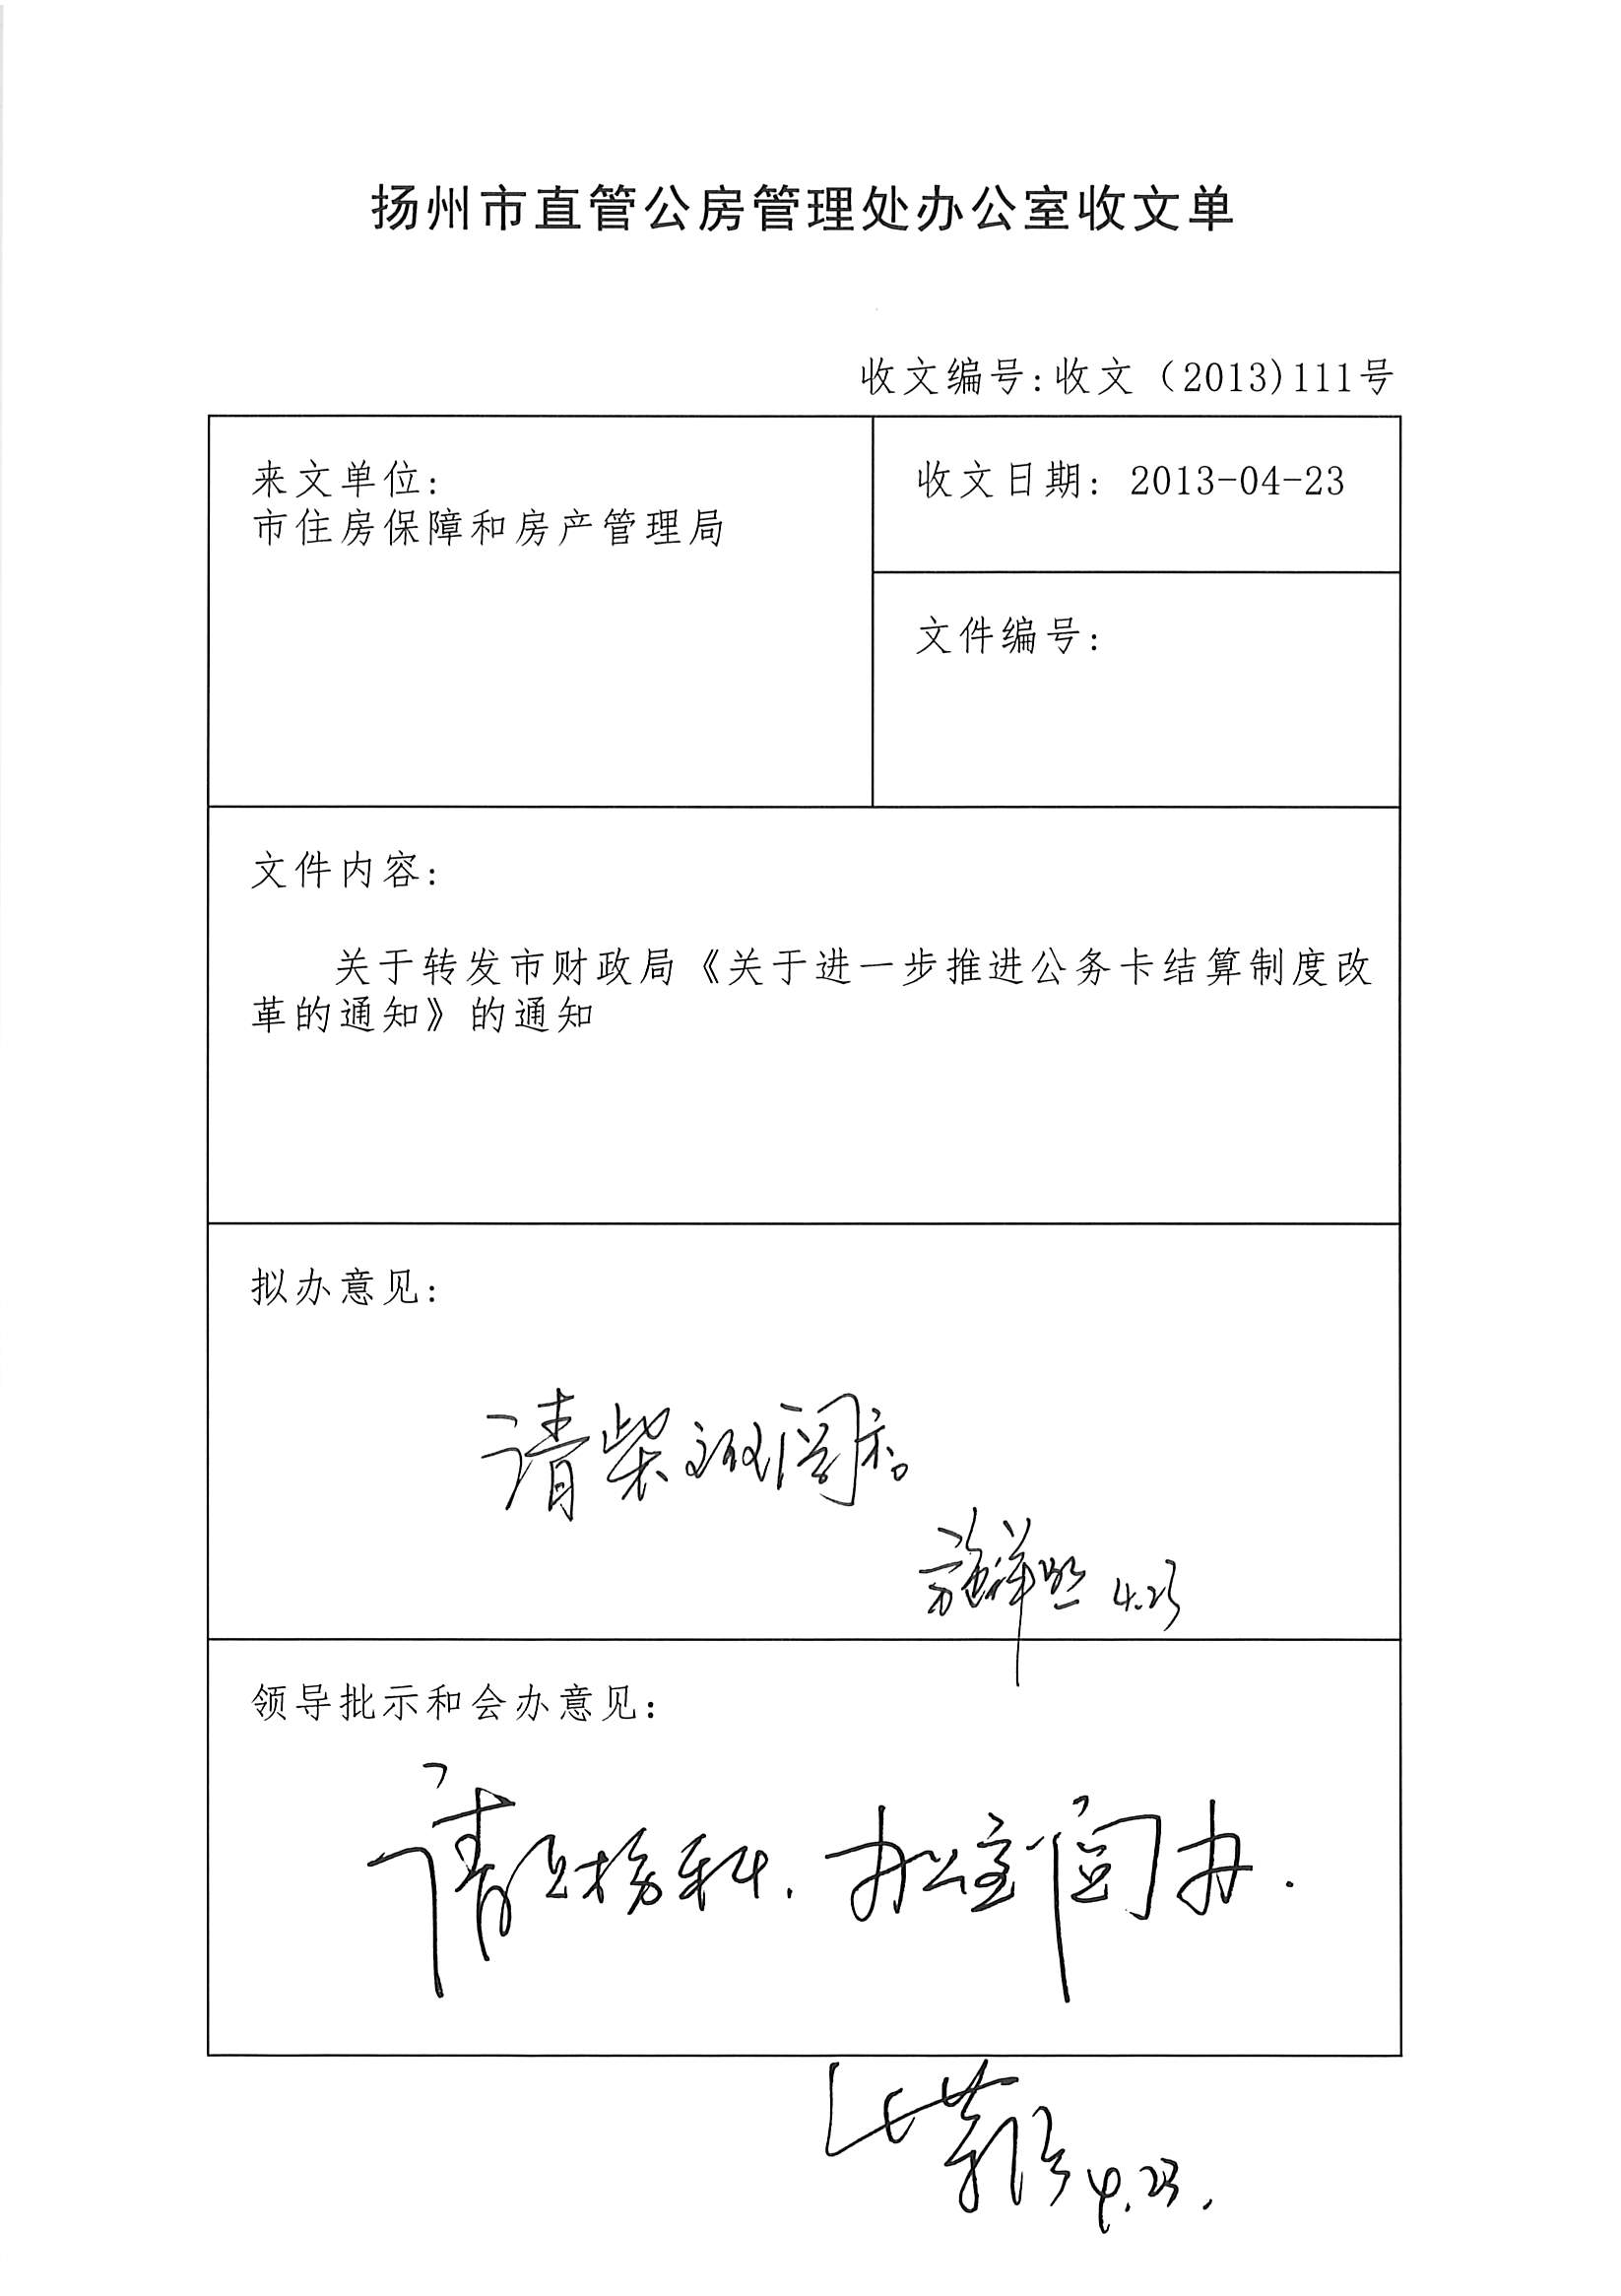 扬州市直管公房管理处办公室收文单
收文编号:收文（2013)111号
来文单位:
市住房保障和房产管理局
收文日期: 2013-04-23
文件编号:
文件内容:
关于转发市财政局《关于进一步推进公务卡结算制度改
革的通知》的通知
拟办意见:
请柴 阅示。
4.23
领导批示和会办意见:
请财务科、办公室阅办.
4.23.